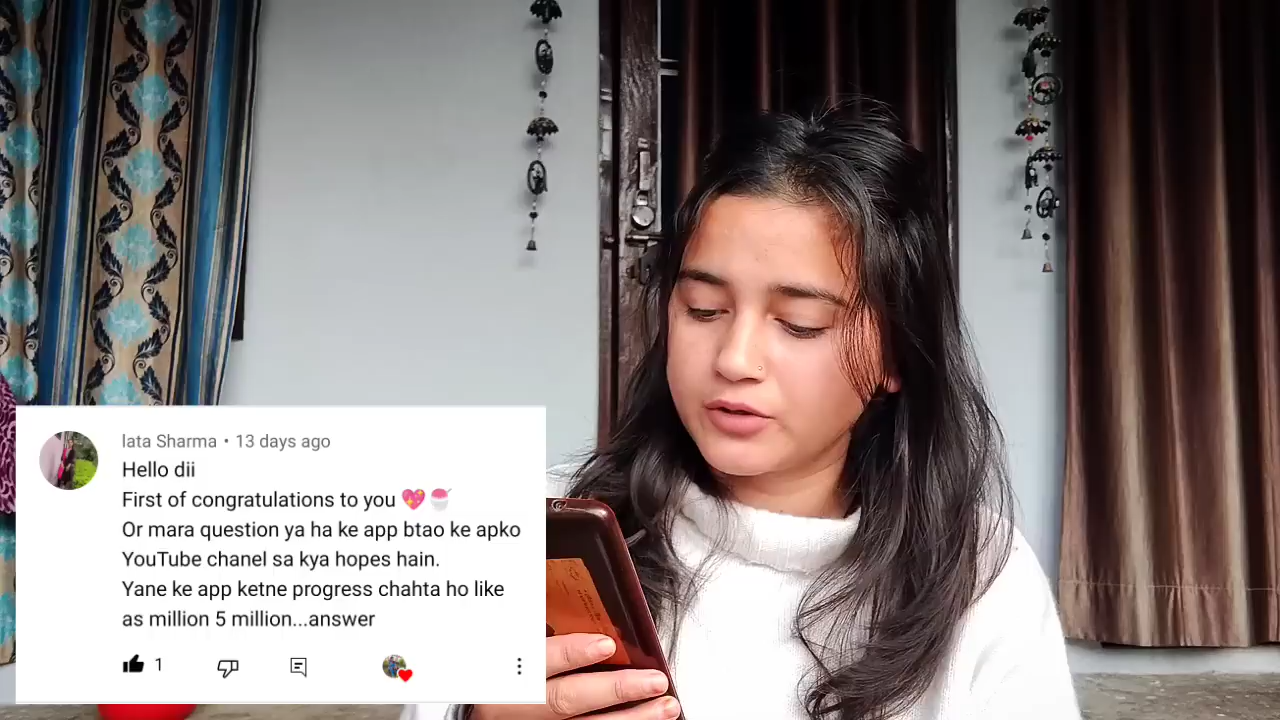 lata Sharma • 13 days ago
Hello dii
First of congratulations to you 💖🍧
Or mara question ya ha ke app btao ke apko
YouTube chanel sa kya hopes hain.
Yane ke app ketne progress chahta ho like
as million 5 million...answer
1